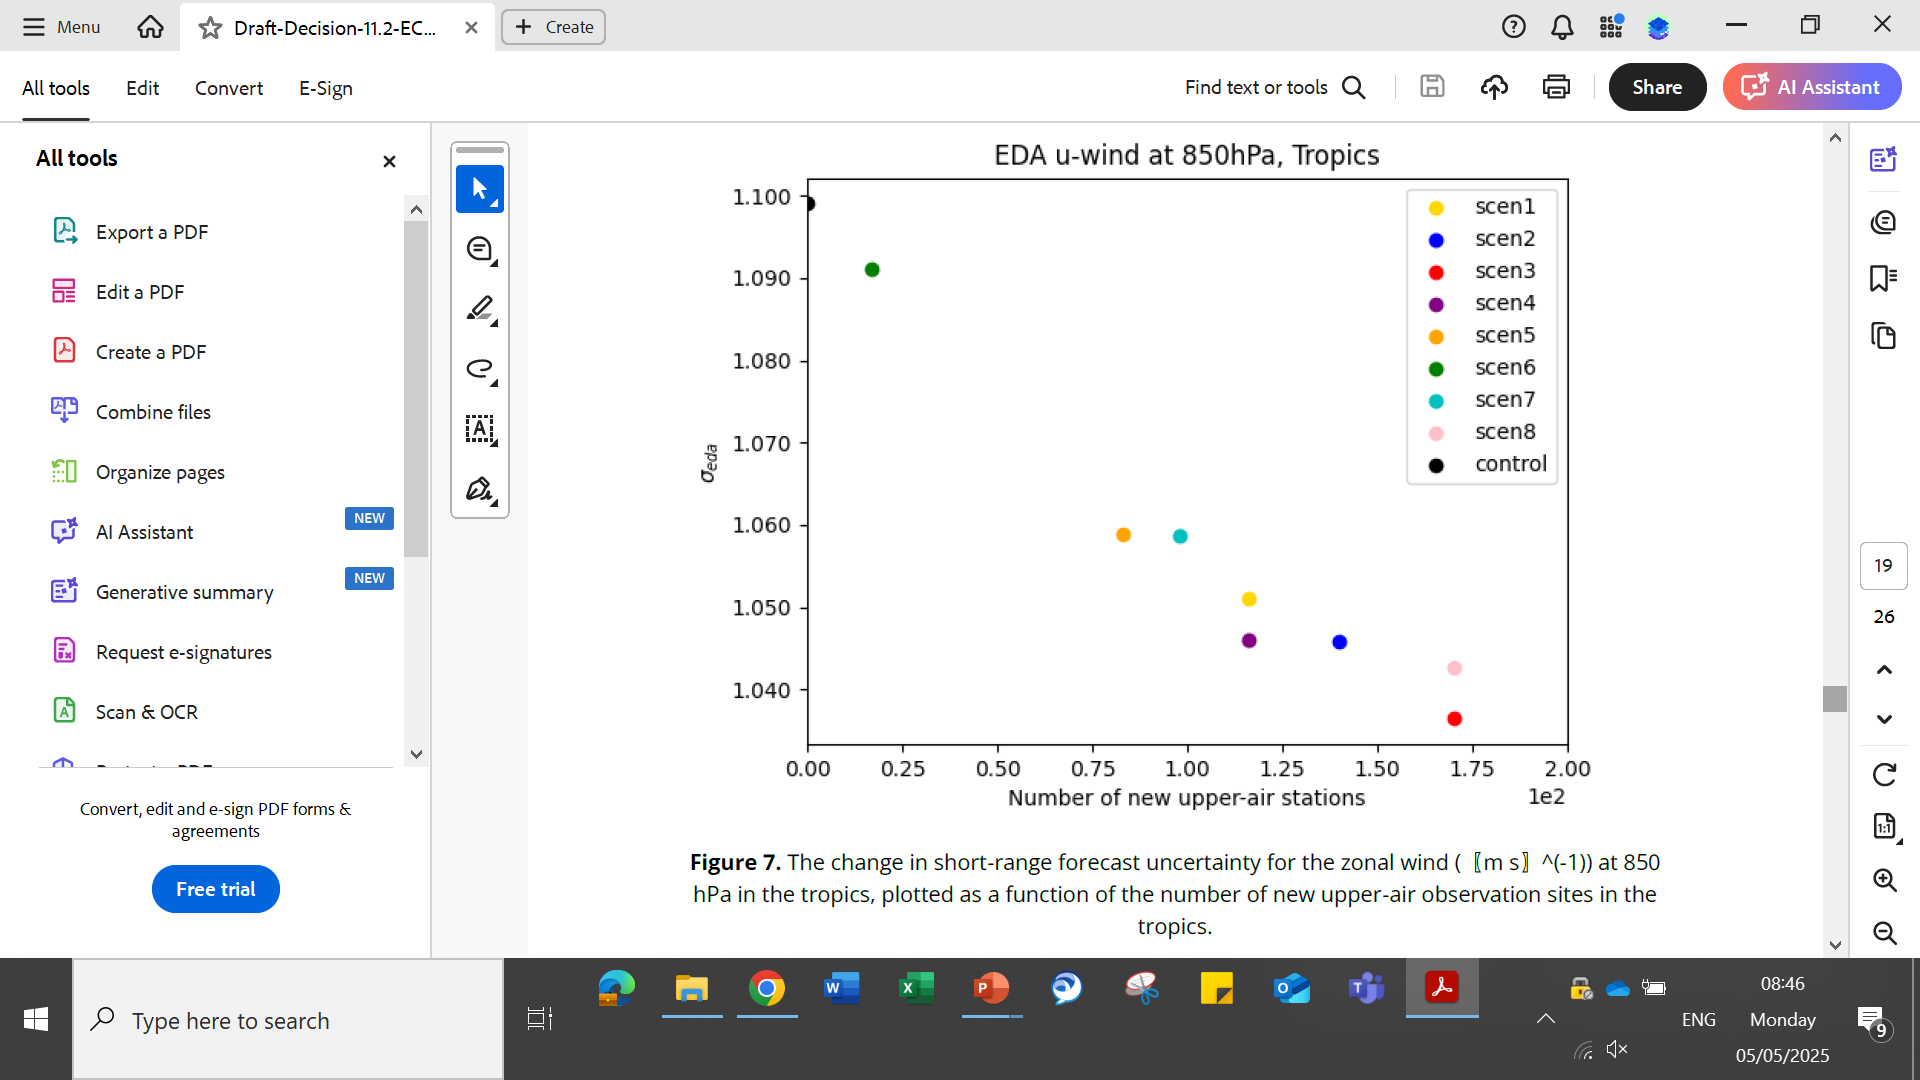 Menu
Draft-Decision-11.2-EC...
Create
All tools
Edit
Convert
E-Sign
Find text or tools
Share
AI Assistant
All tools
Export a PDF
Edit a PDF
Create a PDF
Combine files
Organize pages
AI Assistant
NEW
Generative summary
NEW
Request e-signatures
Scan & OCR
Convert, edit and e-sign PDF forms &
agreements
Free trial
EDA u-wind at 850hPa, Tropics
1.100
1.090
1.080
1.070
1.060
1.050
1.040
σeda
scen1
scen2
scen3
scen4
scen5
scen6
scen7
scen8
control
0.00 0.25 0.50 0.75 1.00 1.25 1.50 1.75 2.00
Number of new upper-air stations
1e2
Figure 7. The change in short-range forecast uncertainty for the zonal wind (〖m s〗^(-1)) at 850
hPa in the tropics, plotted as a function of the number of new upper-air observation sites in the
tropics.
19
26
1:1
Type here to search
ENG
08:46
Monday
05/05/2025
9